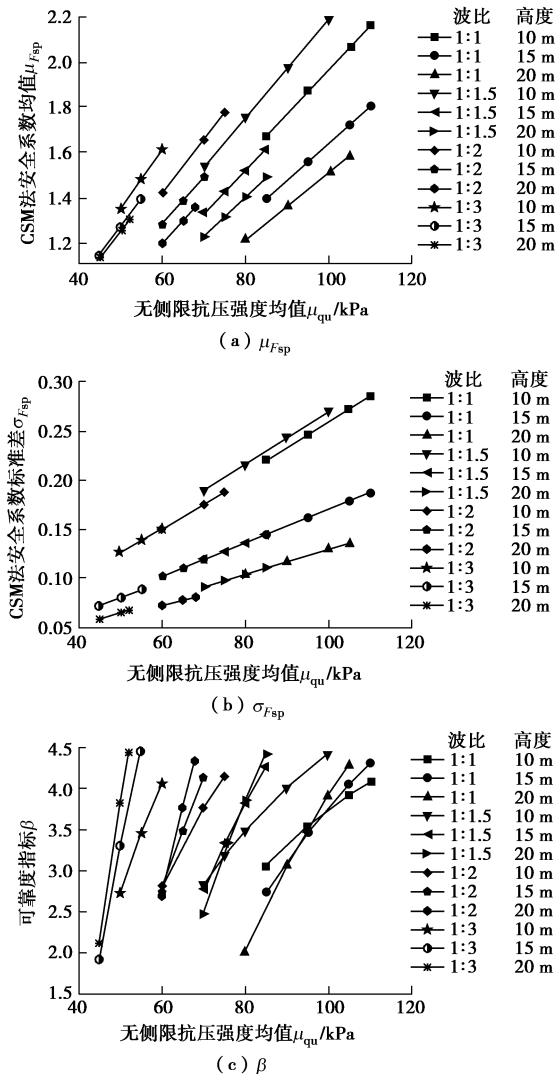 波比 高度
1∶1 10 m
1∶1 15 m
1∶1 20 m
1∶1.5 10 m
1∶1.5 15 m
1∶1.5 20 m
1∶2 10 m
1∶2 15 m
1∶2 20 m
1∶3 10 m
1∶3 15 m
1∶3 20 m
CSM法安全系数均值μFsp
2.2
2.0
1.8
1.6
1.4
1.2
40 60 80 100 120
无侧限抗压强度均值μqu/kPa
(a) μFsp
波比 高度
1∶1 10 m
1∶1 15 m
1∶1 20 m
1∶1.5 10 m
1∶1.5 15 m
1∶1.5 20 m
1∶2 10 m
1∶2 15 m
1∶2 20 m
1∶3 10 m
1∶3 15 m
1∶3 20 m
CSM法安全系数标准差σFsp
0.30
0.25
0.20
0.15
0.10
0.05
40 60 80 100 120
无侧限抗压强度均值μqu/kPa
(b) σFsp
波比 高度
1∶1 10 m
1∶1 15 m
1∶1 20 m
1∶1.5 10 m
1∶1.5 15 m
1∶1.5 20 m
1∶2 10 m
1∶2 15 m
1∶2 20 m
1∶3 10 m
1∶3 15 m
1∶3 20 m
可靠度指标β
4.5
4.0
3.5
3.0
2.5
2.0
1.5
40 60 80 100 120
无侧限抗压强度均值μqu/kPa
(c) β